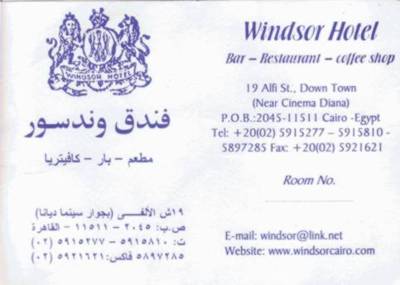 WINDSOR HOTEL
فندق وندسور
مطعم - بار - كافيتريا
١٩ش الألفى (بجوار سينما ديانا)
ص.ب: ٢٠٤٥ - ١١٥١١ - القاهرة
ت: ٥٩١٥٨١٠ - ٥٩١٥٢٧٧ (٠٢)
٥٨٩٧٢٨٥ فاكس: ٥٩٢١٦٢١ (٠٢)
Windsor Hotel
Bar – Restaurant – coffee shop
19 Alfi St., Down Town
(Near Cinema Diana)
P.O.B.:2045-11511 Cairo -Egypt
Tel: +20(02) 5915277 – 5915810 -
5897285 Fax: +20(02) 5921621
Room No.
E-mail: windsor@link.net
Website: www.windsorcairo.com